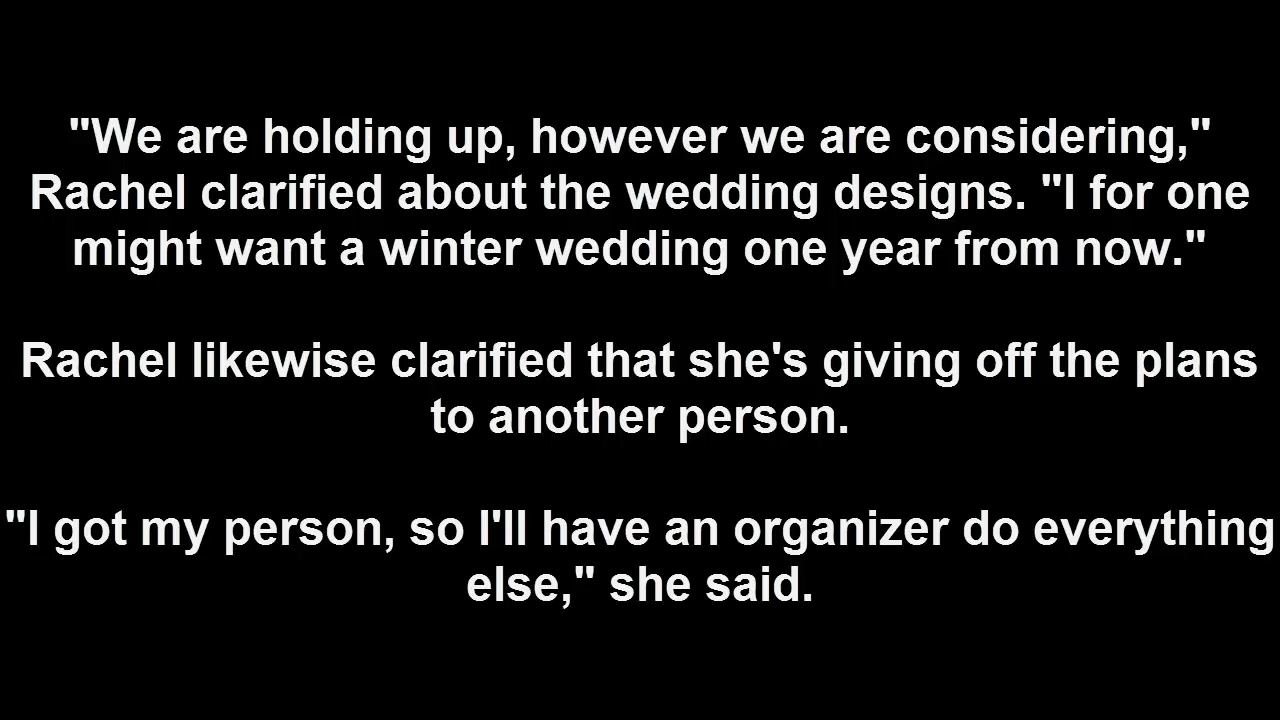 "We are holding up, however we are considering,"
Rachel clarified about the wedding designs. "I for one
might want a winter wedding one year from now."
Rachel likewise clarified that she's giving off the plans
to another person.
"I got my person, so I'll have an organizer do everything
else," she said.